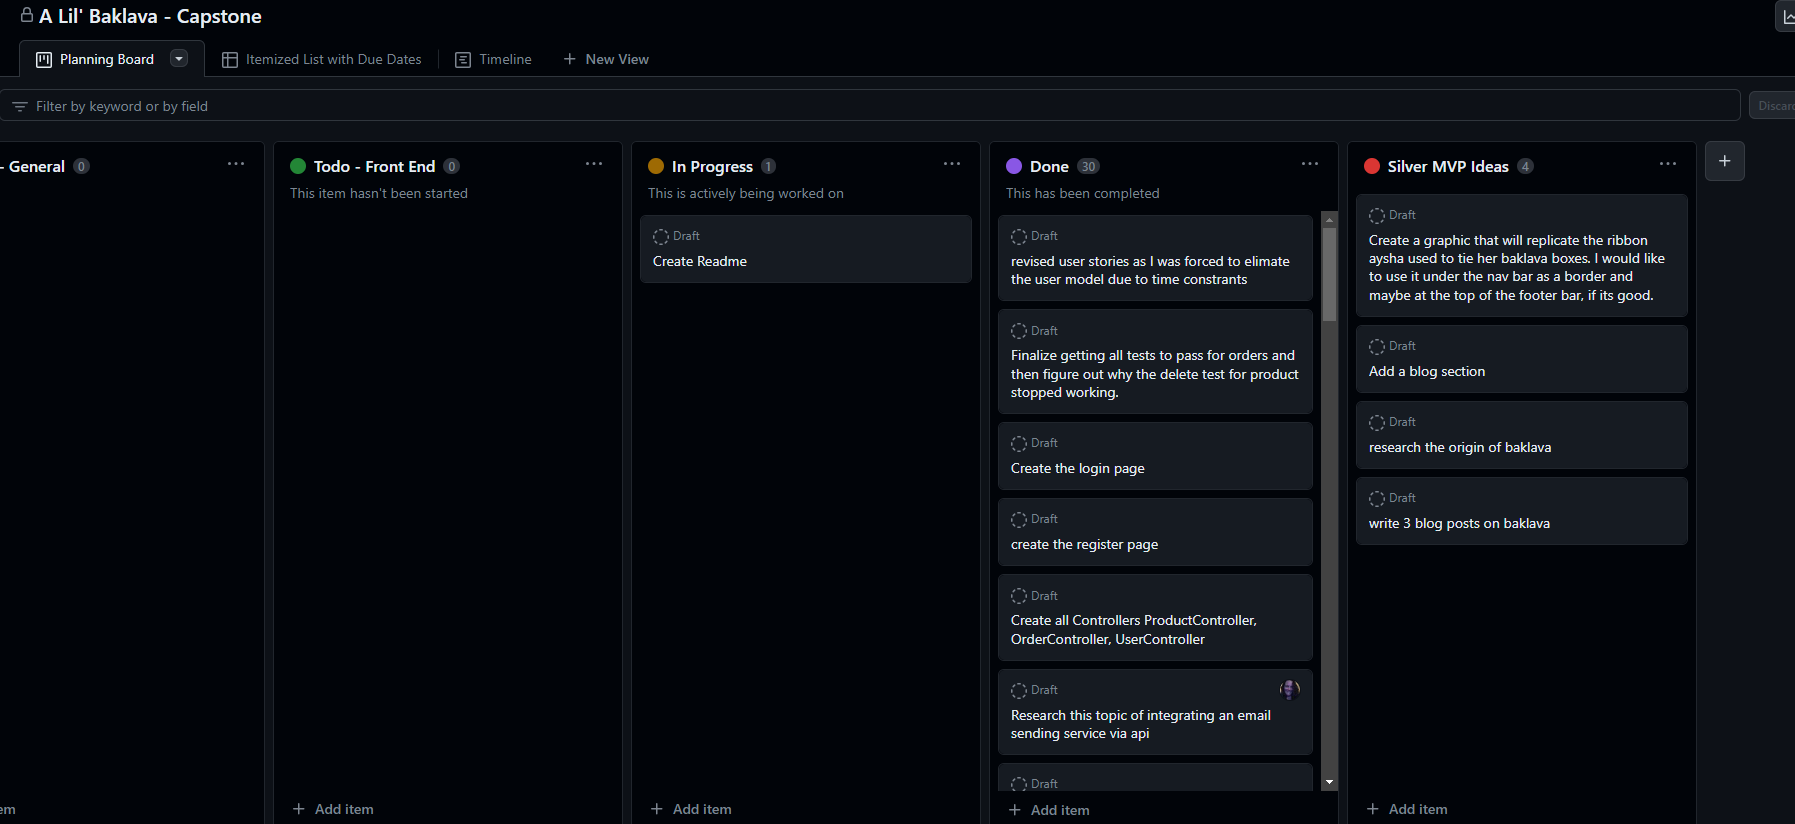 A Lil' Baklava - Capstone
Planning Board
Itemized List with Due Dates
Timeline
New View
Filter by keyword or by field
Discard
- General 0
Todo - Front End 0
This item hasn't been started
Add item
In Progress 1
This is actively being worked on
Draft
Create Readme
Add item
Done 30
This has been completed
Draft
revised user stories as I was forced to elimate
the user model due to time constrants
Draft
Finalize getting all tests to pass for orders and
then figure out why the delete test for product
stopped working.
Draft
Create the login page
Draft
create the register page
Draft
Create all Controllers ProductController,
OrderController, UserController
Draft
Research this topic of integrating an email
sending service via api
Draft
Add item
Silver MVP Ideas 4
Draft
Create a graphic that will replicate the ribbon
aysha used to tie her baklava boxes. I would like
to use it under the nav bar as a border and
maybe at the top of the footer bar, if its good.
Draft
Add a blog section
Draft
research the origin of baklava
Draft
write 3 blog posts on baklava
Add item